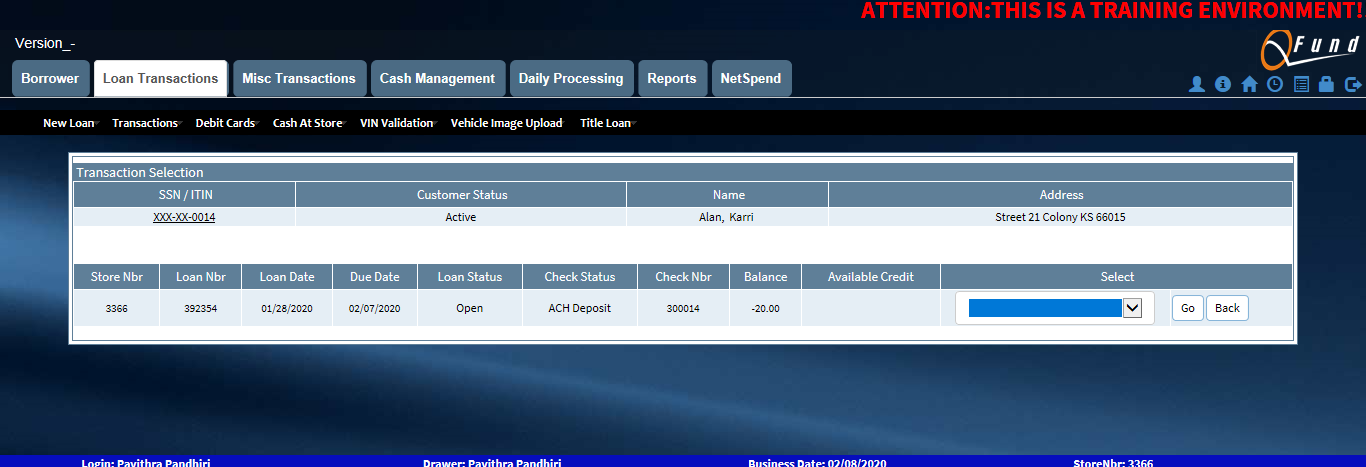 ATTENTION:THIS IS A TRAINING ENVIRONMENT!
Version_-
QFund
Borrower Loan Transactions Misc Transactions Cash Management Daily Processing Reports NetSpend
New Loan Transactions Debit Cards Cash At Store VIN Validation Vehicle Image Upload Title Loan
Transaction Selection
SSN / ITIN Customer Status Name Address
XXX-XX-0014 Active Alan, Karri Street 21 Colony KS 66015
Store Nbr Loan Nbr Loan Date Due Date Loan Status Check Status Check Nbr Balance Available Credit Select
3366 392354 01/28/2020 02/07/2020 Open ACH Deposit 300014 -20.00 Go Back
Login: Pavithra Pandhiri Drawer: Pavithra Pandhiri Business Date: 02/08/2020 StoreNbr: 3366